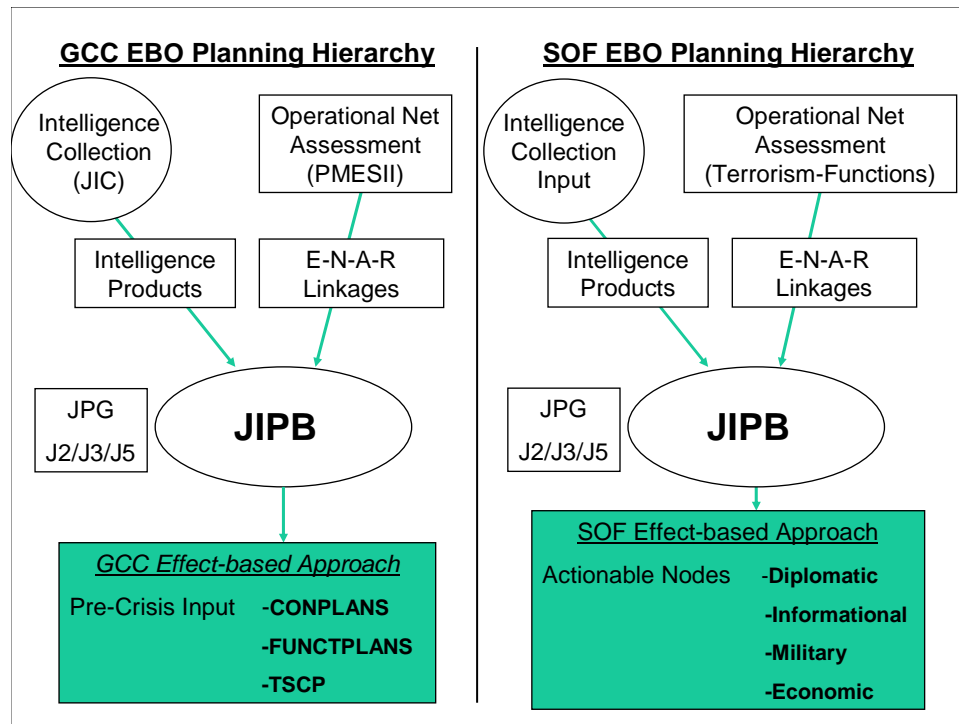 GCC EBO Planning Hierarchy
Intelligence
Collection
(JIC)
Operational Net
Assessment
(PMESII)
Intelligence
Products
E-N-A-R
Linkages
JPG
J2/J3/J5
JIPB
GCC Effect-based Approach
Pre-Crisis Input -CONPLANS
-FUNCTPLANS
-TSCP
SOF EBO Planning Hierarchy
Intelligence
Collection
Input
Operational Net
Assessment
(Terrorism-Functions)
Intelligence
Products
E-N-A-R
Linkages
JPG
J2/J3/J5
JIPB
SOF Effect-based Approach
Actionable Nodes -Diplomatic
-Informational
-Military
-Economic